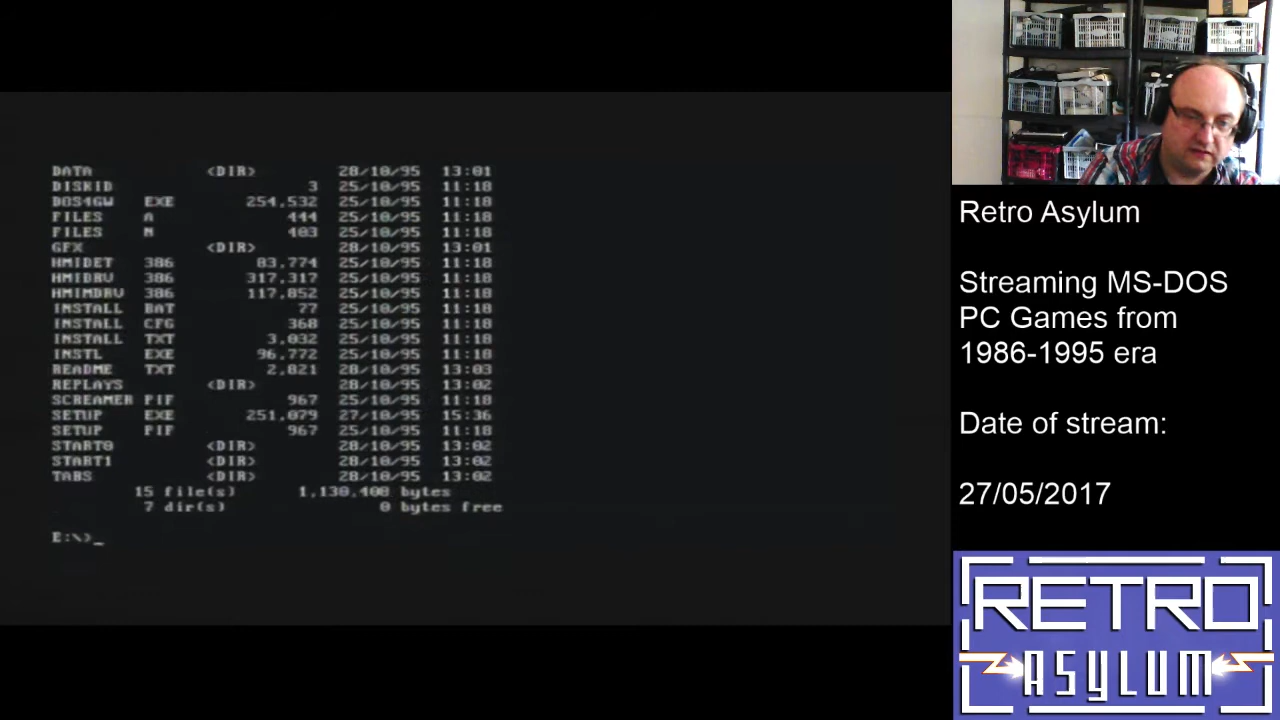 DATA <DIR> 28/10/95 13:01
DISKID 3 25/10/95 11:18
DOS4GW EXE 254,532 25/10/95 11:18
FILES A 444 25/10/95 11:18
FILES M 403 25/10/95 11:18
GFX <DIR> 28/10/95 13:01
HMIDET 386 83,774 25/10/95 11:18
HMIDRV 386 317,317 25/10/95 11:18
HMIMDRV 386 117,852 25/10/95 11:18
INSTALL BAT 77 25/10/95 11:18
INSTALL CFG 368 25/10/95 11:18
INSTALL TXT 3,032 25/10/95 11:18
INSTL EXE 96,772 25/10/95 11:18
README TXT 2,821 28/10/95 13:03
REPLAYS <DIR> 28/10/95 13:02
SCREAMER PIF 967 25/10/95 11:18
SETUP EXE 251,079 27/10/95 15:36
SETUP PIF 967 25/10/95 11:18
START0 <DIR> 28/10/95 13:02
START1 <DIR> 28/10/95 13:02
TABS <DIR> 28/10/95 13:02
15 file(s) 1,130,408 bytes
7 dir(s) 0 bytes free
E:\>_
Retro Asylum
Streaming MS-DOS
PC Games from
1986-1995 era
Date of stream:
27/05/2017
RETRO
ASYLUM